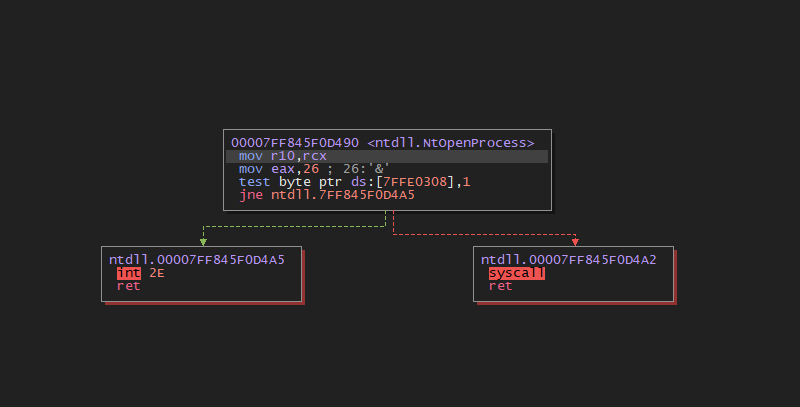 00007FF845F0D490 <ntdll.NtOpenProcess>
mov r10,rcx
mov eax,26 ; 26:'&'
test byte ptr ds:[7FFE0308],1
jne ntdll.7FF845F0D4A5
ntdll.00007FF845F0D4A5
int 2E
ret
ntdll.00007FF845F0D4A2
syscall
ret